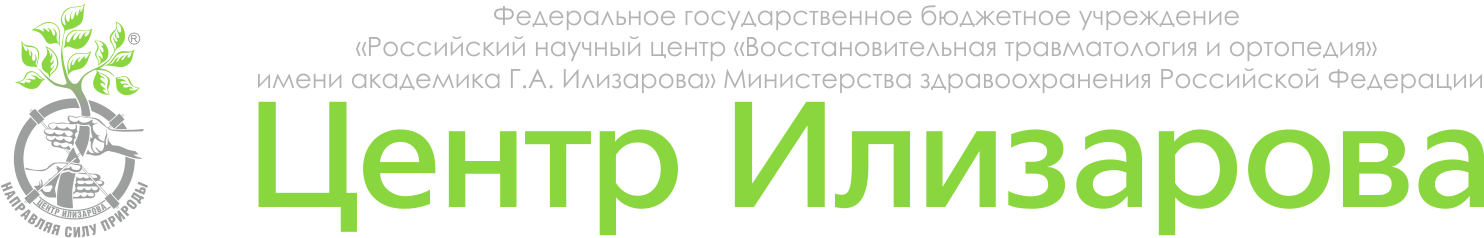 Федеральное государственное бюджетное учреждение
«Российский научный центр «Восстановительная травматология и ортопедия»
имени академика Г.А. Илизарова» Министерства здравоохранения Российской Федерации
Центр Илизарова
®
ЦЕНТР ИЛИЗАРОВА
НАПРАВЛЯЯ СИЛУ ПРИРОДЫ